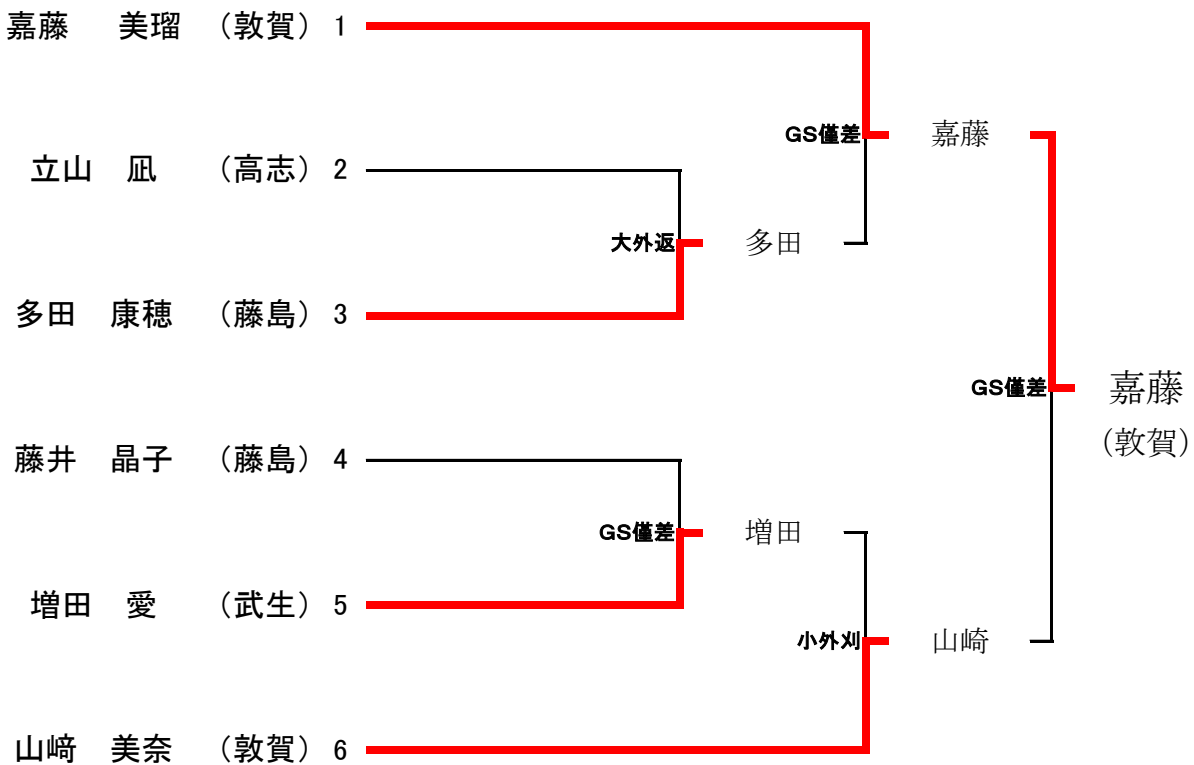 嘉藤 美瑠 (敦賀) 1
GS僅差
嘉藤
立山 凪 (高志) 2
大外返
多田
多田 康穂 (藤島) 3
GS僅差
嘉藤
(敦賀)
藤井 晶子 (藤島) 4
GS僅差
増田
増田 愛 (武生) 5
小外刈
山崎
山﨑 美奈 (敦賀) 6